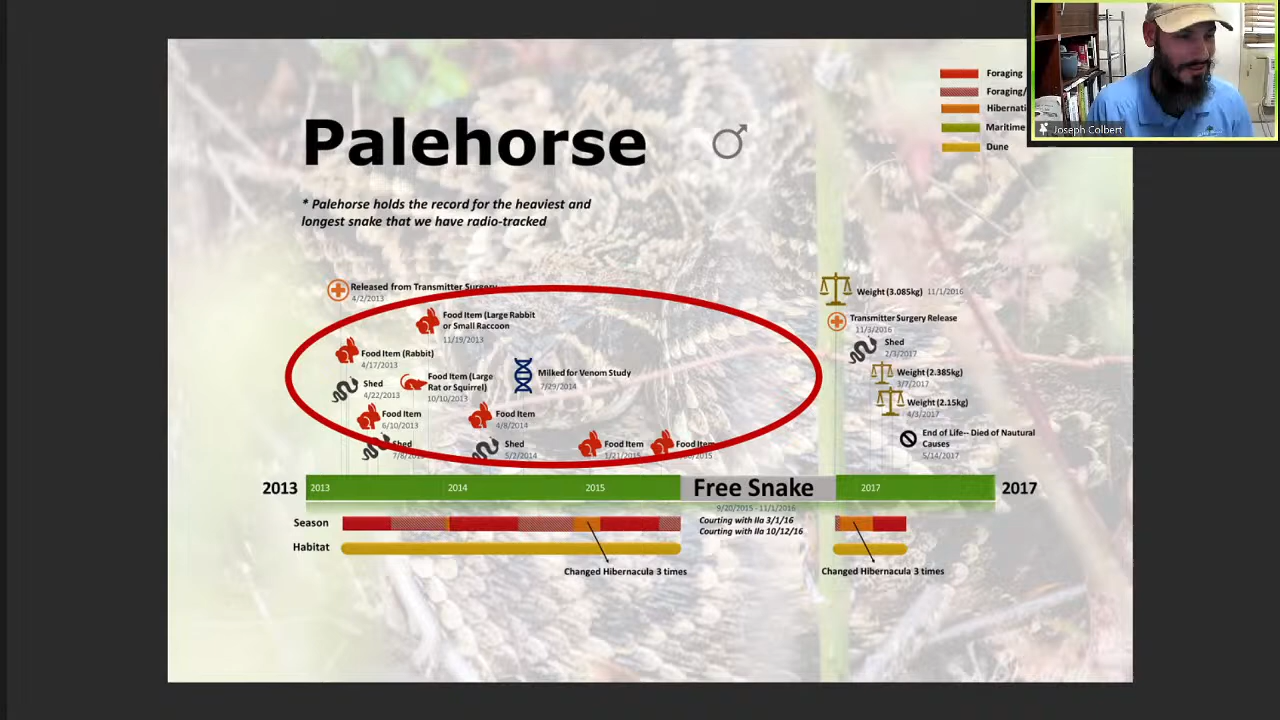 Palehorse
* Palehorse holds the record for the heaviest and
longest snake that we have radio-tracked
Foraging
Foraging/
Hibernati
Maritime
Dune
Joseph Colbert
Released from Transmitter Surgery
4/2/2013
Food Item (Large Rabbit
or Small Raccoon
11/19/2013
Food Item (Rabbit)
4/17/2013
Shed
4/22/2013
Food Item (Large
Rat or Squirrel)
10/10/2013
Milked for Venom Study
7/29/2014
Food Item
6/10/2013
Food Item
4/8/2014
Shed
Shed
5/2/2014
Food Item
1/21/2015
Food Item
Weight (3.085kg) 11/1/2016
Transmitter Surgery Release
11/3/2016
Shed
2/3/2017
Weight (2.385kg)
3/7/2017
Weight (2.15kg)
4/3/2017
End of Life-- Died of Nautural
Causes
5/14/2017
2013 2013 2014 2015 Free Snake 2017 2017
9/20/2015 - 11/1/2016
Season
Courting with Ila 3/1/16
Courting with Ila 10/12/16
Habitat
Changed Hibernacula 3 times
Changed Hibernacula 3 times